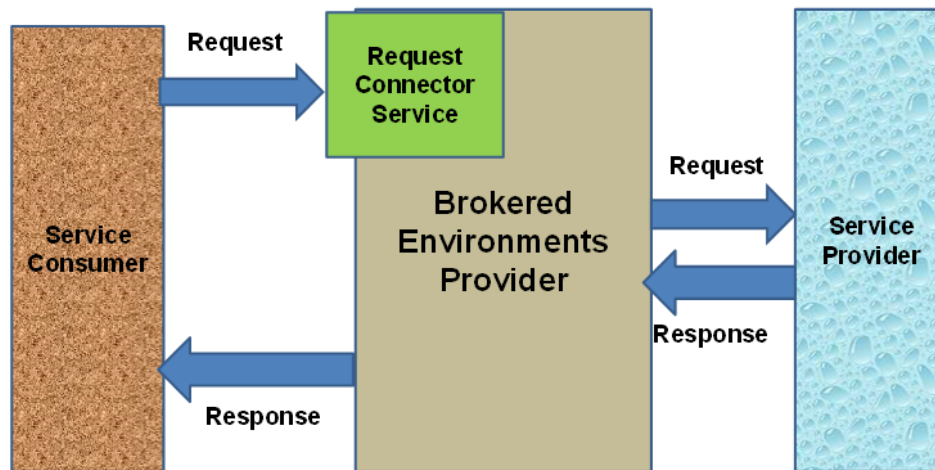 Request
Request
Connector
Service
Request
Brokered
Environments
Provider
Service
Consumer
Service
Provider
Response
Response